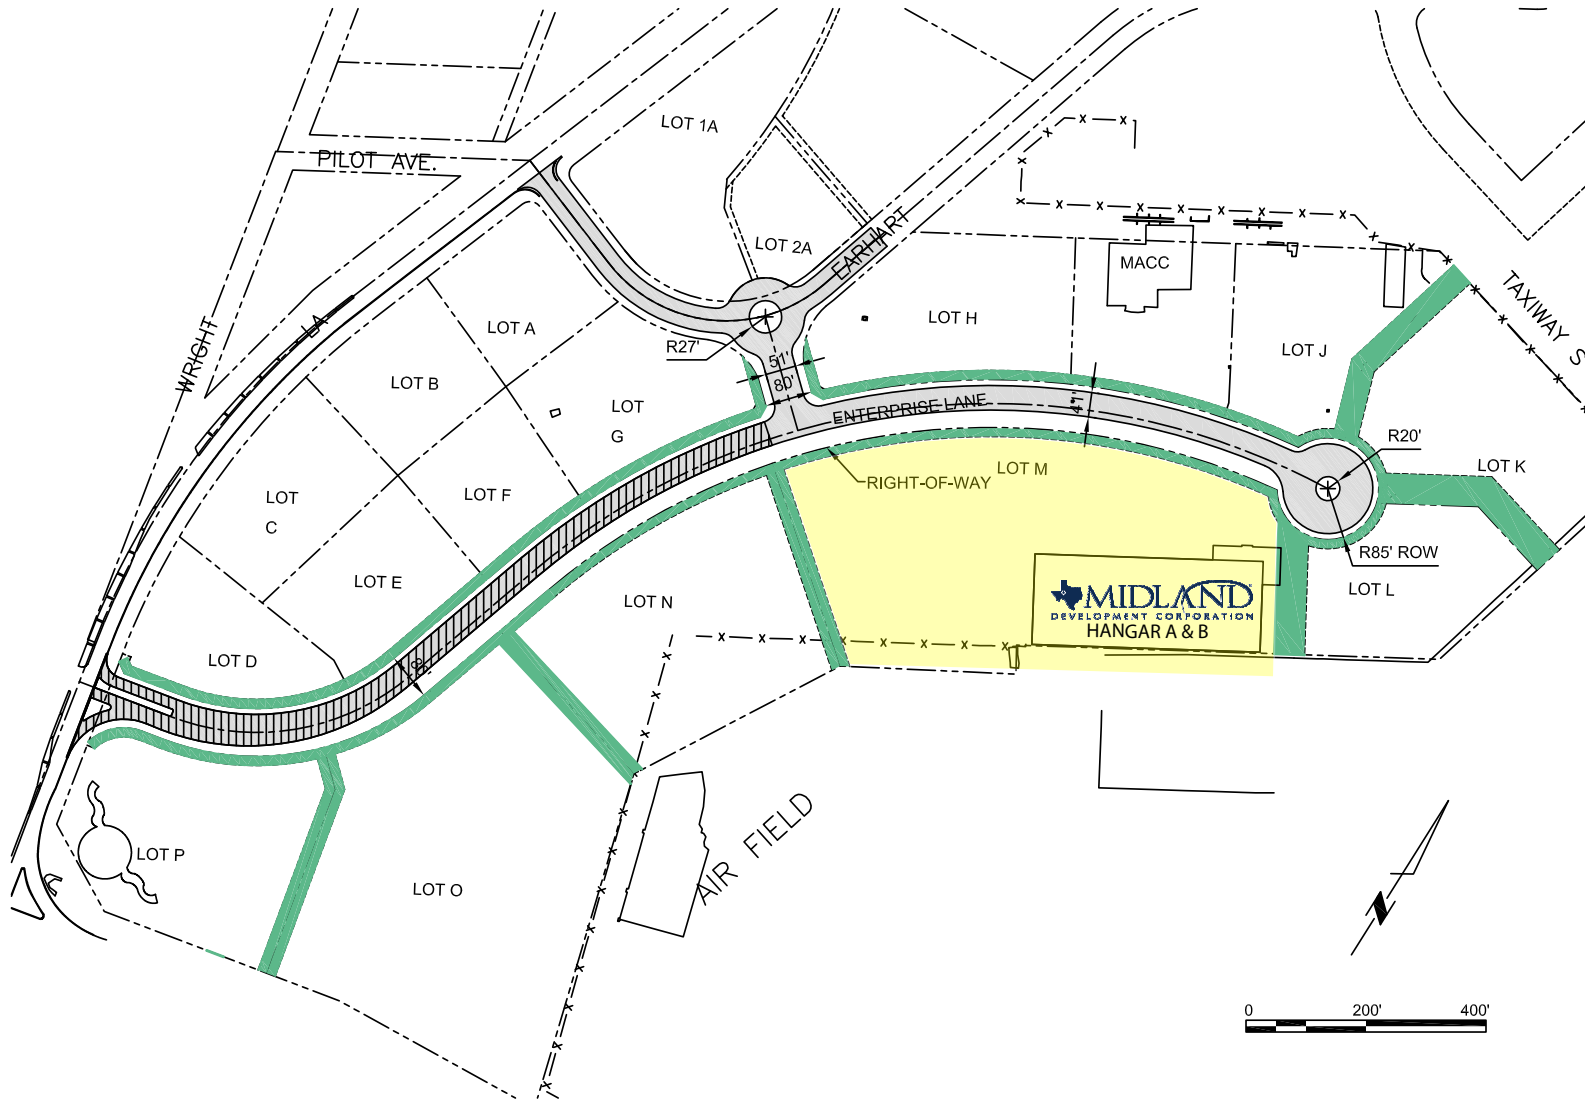 LOT 1A
PILOT AVE.
LOT 2A
EARHART
MACC
TAXIWAY S
WRIGHT
LA
LOT A
R27'
51'
80'
LOT H
LOT J
LOT B
LOT
G
ENTERPRISE LANE
41'
R20'
LOT K
LOT M
RIGHT-OF-WAY
LOT
C
LOT F
R85' ROW
LOT E
LOT N
LOT L
MIDLAND
DEVELOPMENT CORPORATION
HANGAR A & B
LOT D
AIR FIELD
LOT P
LOT O
0 200' 400'